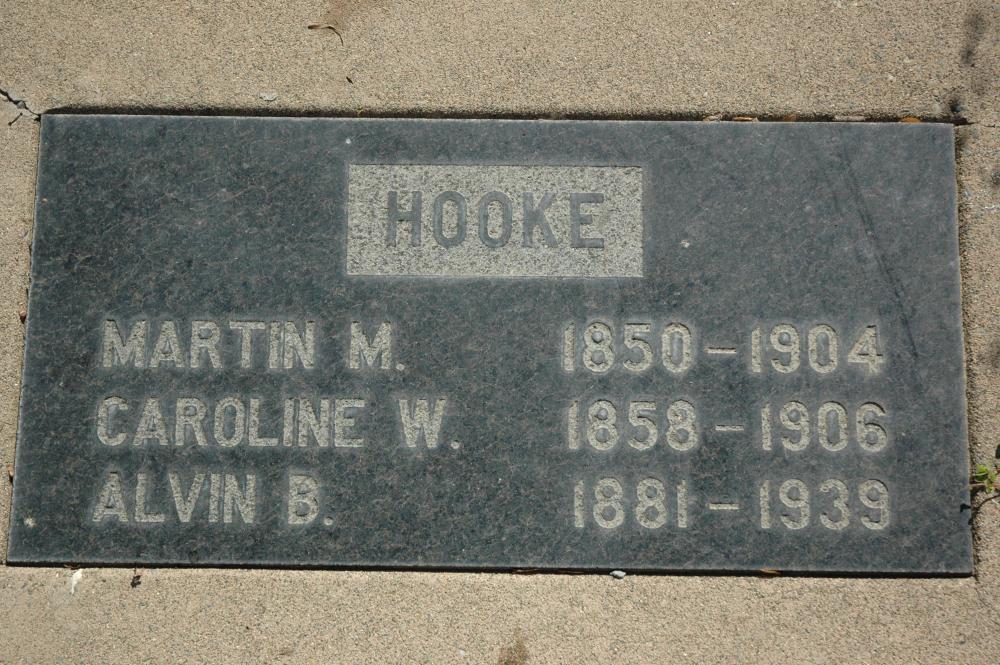 HOOKE
MARTIN M. 1850 – 1904
CAROLINE W. 1858 – 1906
ALVIN B. 1881 – 1939